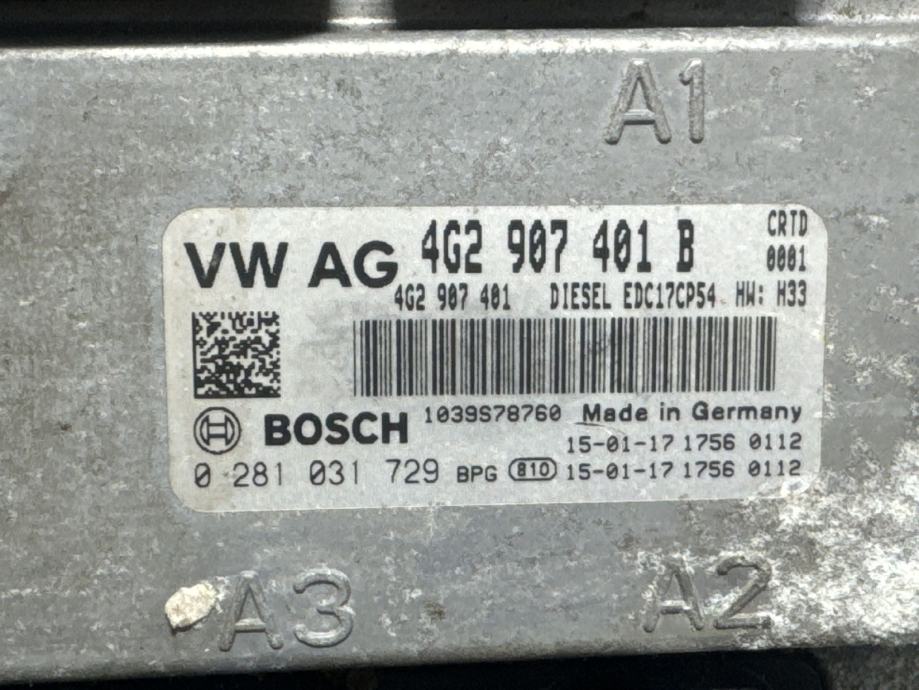 A1
VW AG 4G2 907 401 B CRTD
0001
4G2 907 401 DIESEL EDC17CP54 HW: H33
BOSCH 1039S78760 Made in Germany
15-01-17 1756 0112
0 281 031 729 BPG 810 15-01-17 1756 0112
A3 A2